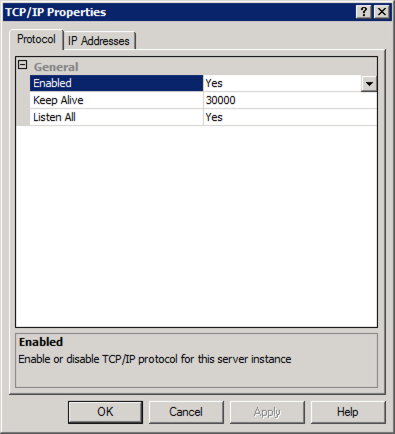 TCP/IP Properties
Protocol IP Addresses
General
Enabled Yes
Keep Alive 30000
Listen All Yes
Enabled
Enable or disable TCP/IP protocol for this server instance
OK Cancel Apply Help